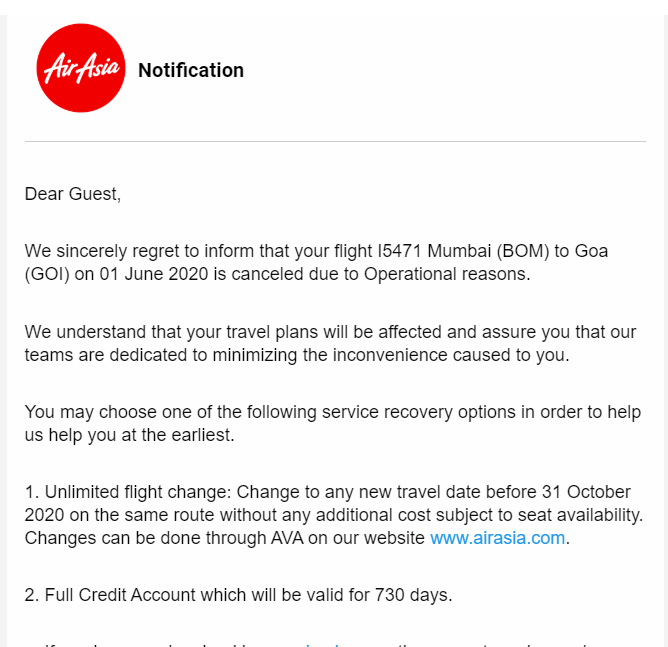 AirAsia Notification
Dear Guest,
We sincerely regret to inform that your flight I5471 Mumbai (BOM) to Goa
(GOI) on 01 June 2020 is canceled due to Operational reasons.
We understand that your travel plans will be affected and assure you that our
teams are dedicated to minimizing the inconvenience caused to you.
You may choose one of the following service recovery options in order to help
us help you at the earliest.
1. Unlimited flight change: Change to any new travel date before 31 October
2020 on the same route without any additional cost subject to seat availability.
Changes can be done through AVA on our website www.airasia.com.
2. Full Credit Account which will be valid for 730 days.